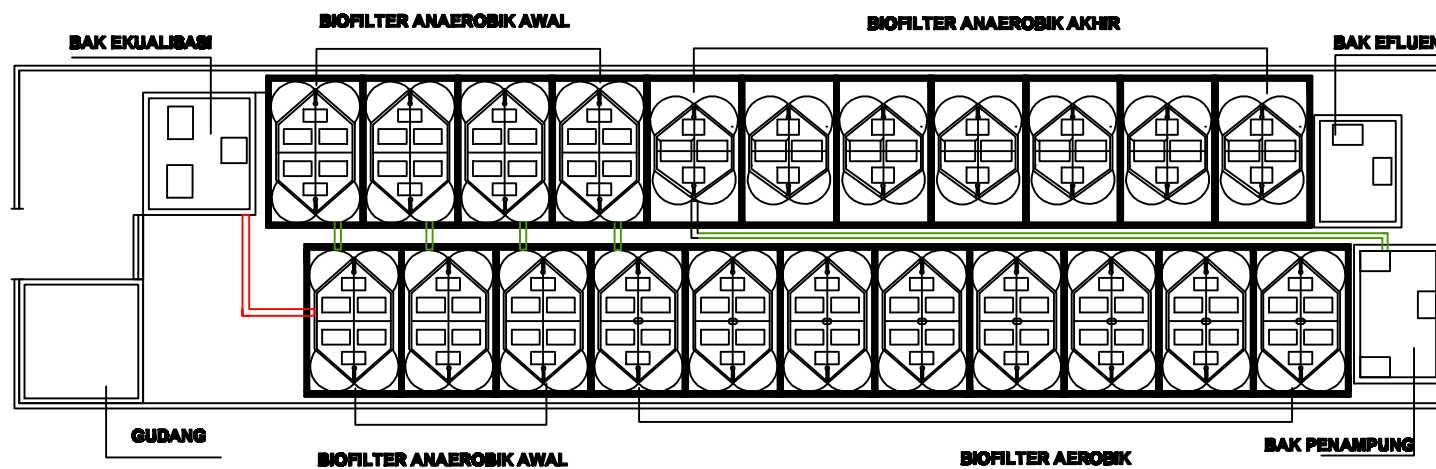 BIOFILTER ANAEROBIK AWAL
BIOFILTER ANAEROBIK AKHIR
BAK EKUALISASI
BAK EFLUEN
GUDANG
BIOFILTER ANAEROBIK AWAL
BIOFILTER AEROBIK
BAK PENAMPUNG